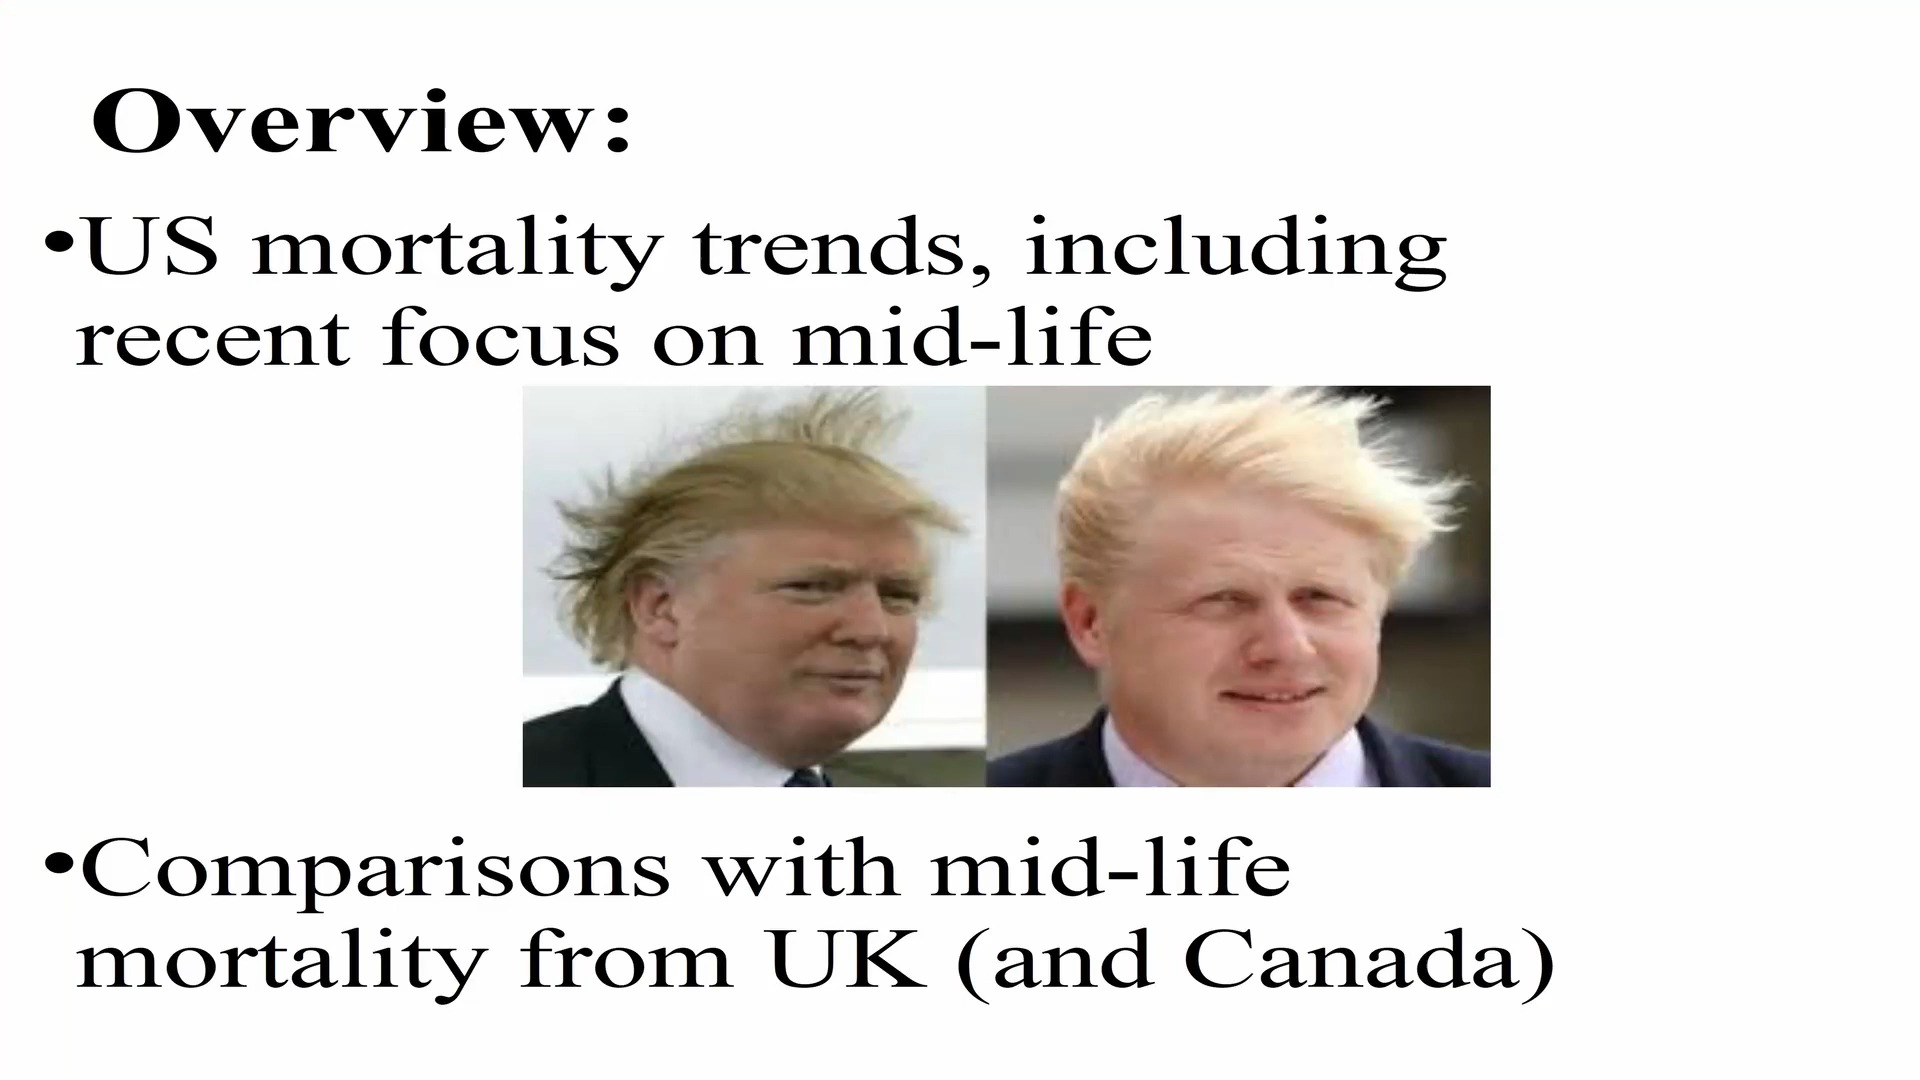 Overview:
•US mortality trends, including
recent focus on mid-life
•Comparisons with mid-life
mortality from UK (and Canada)